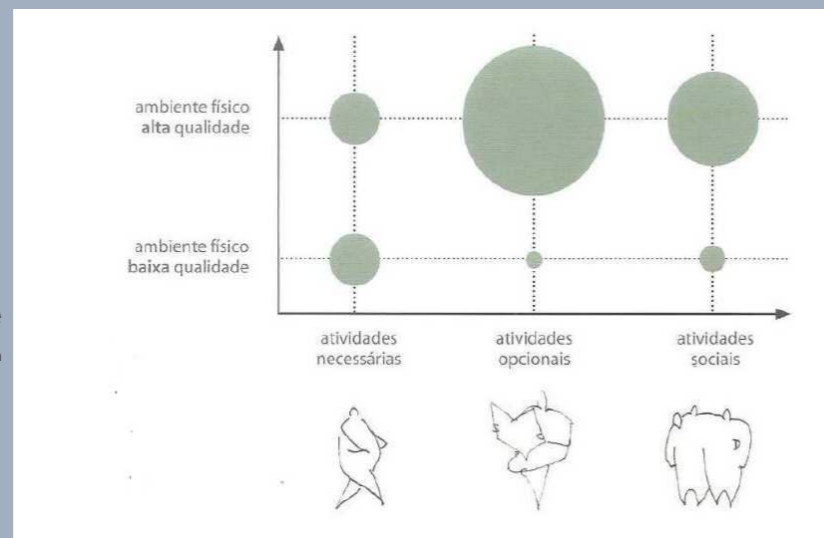 ambiente físico
alta qualidade
ambiente físico
baixa qualidade
atividades
necessárias
atividades
opcionais
atividades
sociais